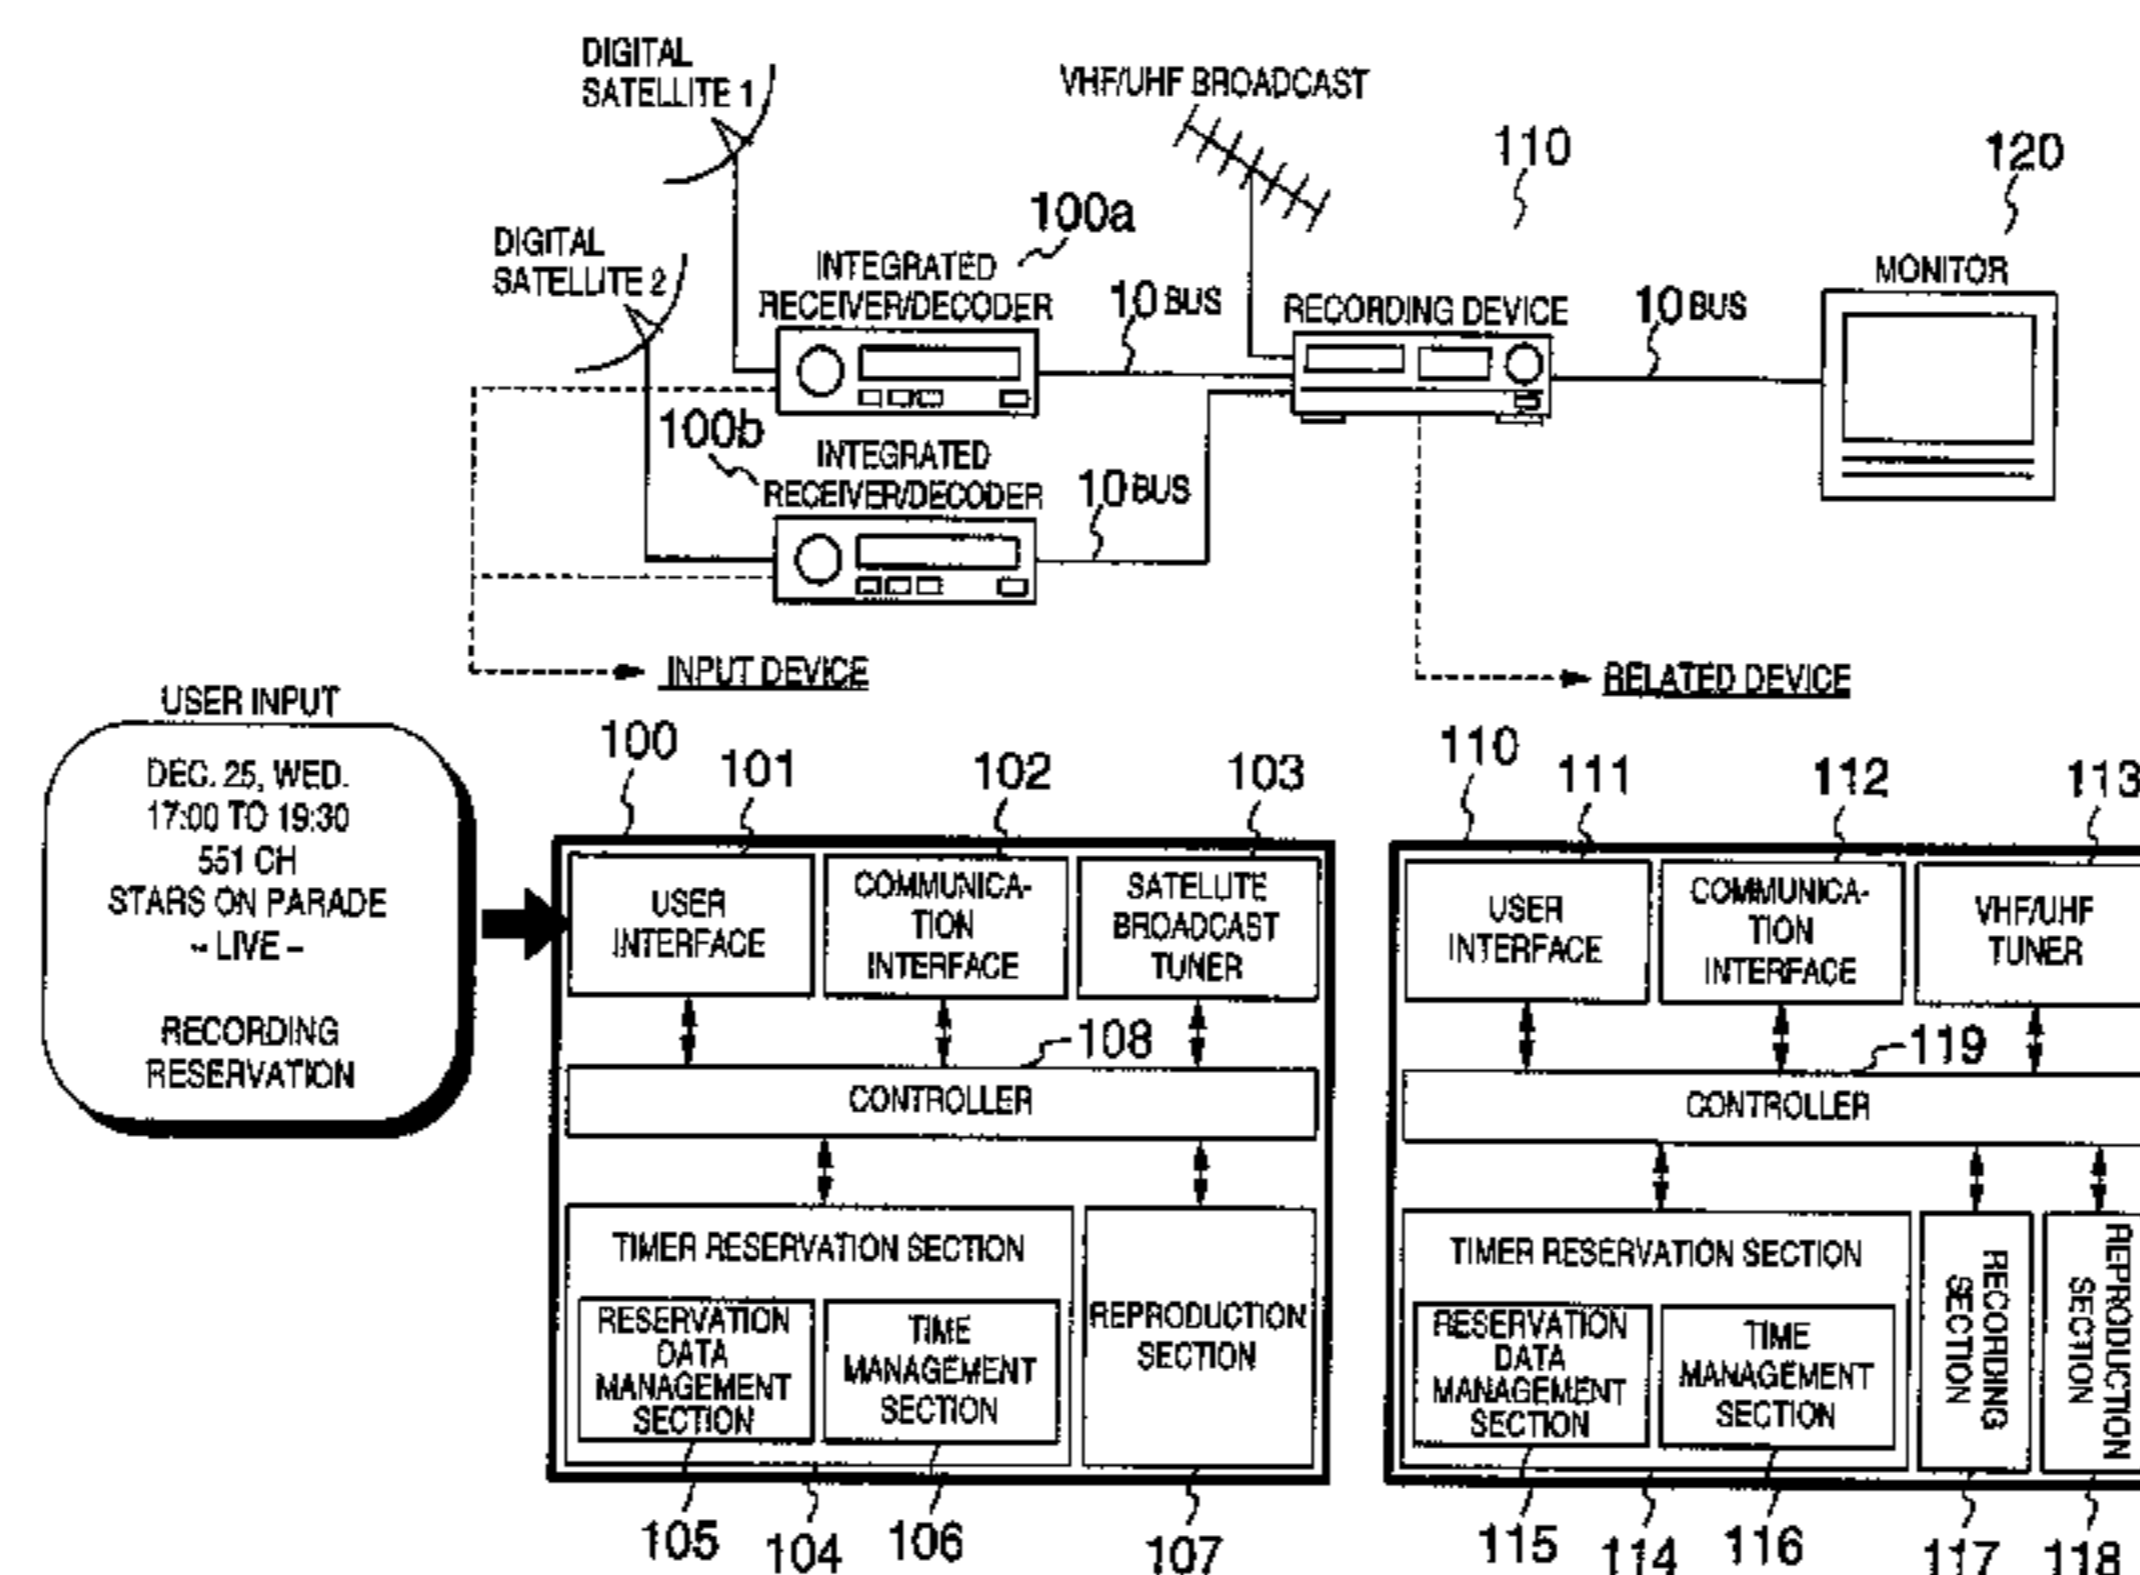 DIGITAL
SATELLITE 1
VHF/UHF BROADCAST
110
120
DIGITAL
SATELLITE 2
100a
INTEGRATED
RECEIVER/DECODER
10 BUS
RECORDING DEVICE
10 BUS
MONITOR
100b
INTEGRATED
RECEIVER/DECODER
10 BUS
INPUT DEVICE
RELATED DEVICE
USER INPUT
DEC. 25, WED.
17:00 TO 19:30
551 CH
STARS ON PARADE
-- LIVE --
RECORDING
RESERVATION
100
101
102
103
USER
INTERFACE
COMMUNICA-
TION
INTERFACE
SATELLITE
BROADCAST
TUNER
108
CONTROLLER
TIMER RESERVATION SECTION
RESERVATION
DATA
MANAGEMENT
SECTION
TIME
MANAGEMENT
SECTION
REPRODUCTION
SECTION
105
104
106
107
110
111
112
113
USER
INTERFACE
COMMUNICA-
TION
INTERFACE
VHF/UHF
TUNER
119
CONTROLLER
TIMER RESERVATION SECTION
RESERVATION
DATA
MANAGEMENT
SECTION
TIME
MANAGEMENT
SECTION
RECORDING
SECTION
REPRODUCTION
SECTION
115
114
116
117
118